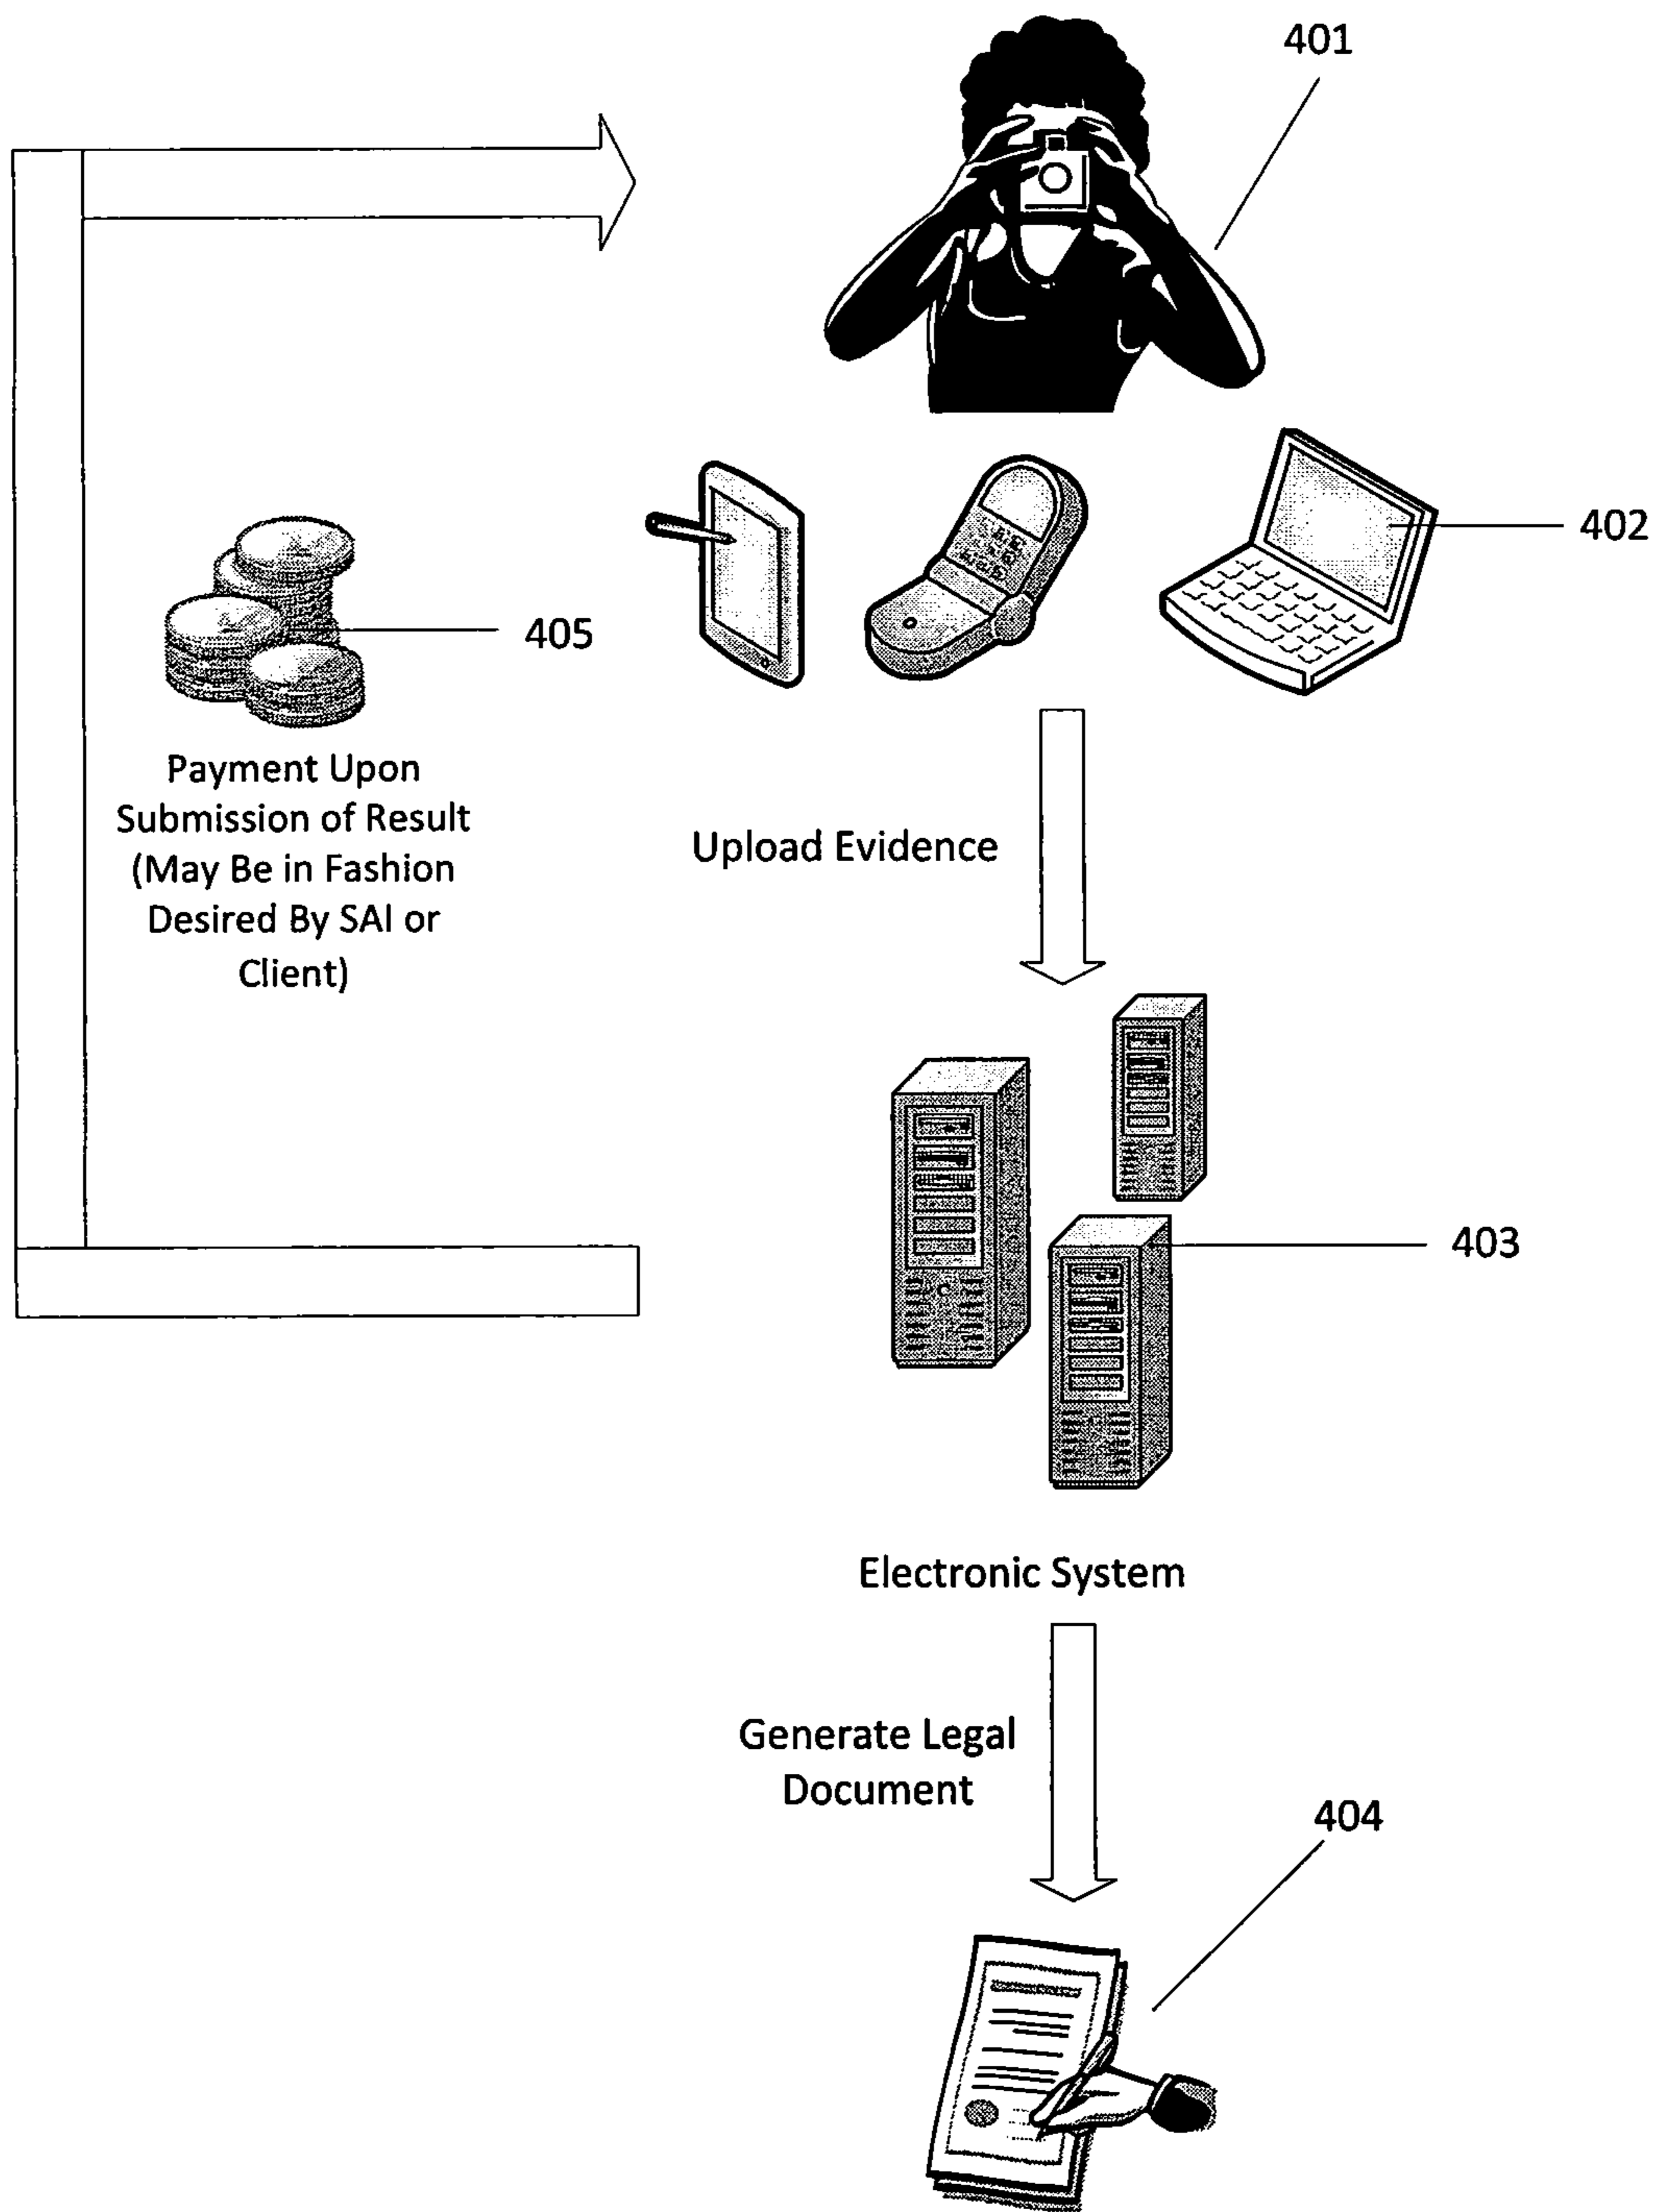 401
402
405
Payment Upon
Submission of Result
(May Be in Fashion
Desired By SAI or
Client)
Upload Evidence
403
Electronic System
Generate Legal
Document
404